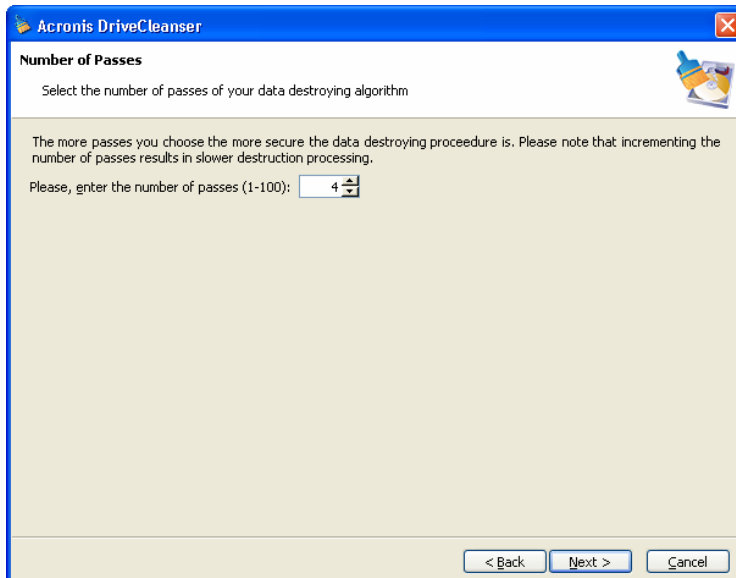 Acronis DriveCleanser
Number of Passes
Select the number of passes of your data destroying algorithm
The more passes you choose the more secure the data destroying proceedure is. Please note that incrementing the
number of passes results in slower destruction processing.
Please, enter the number of passes (1-100): 4
< Back Next > Cancel